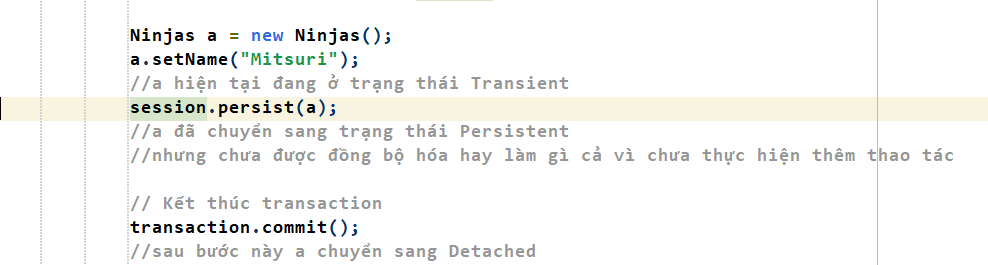 Ninjas a = new Ninjas();
a.setName("Mitsuri");
//a hiện tại đang ở trạng thái Transient
session.persist(a);
//a đã chuyển sang trạng thái Persistent
//nhưng chưa được đồng bộ hóa hay làm gì cả vì chưa thực hiện thêm thao tác
// Kết thúc transaction
transaction.commit();
//sau bước này a chuyển sang Detached